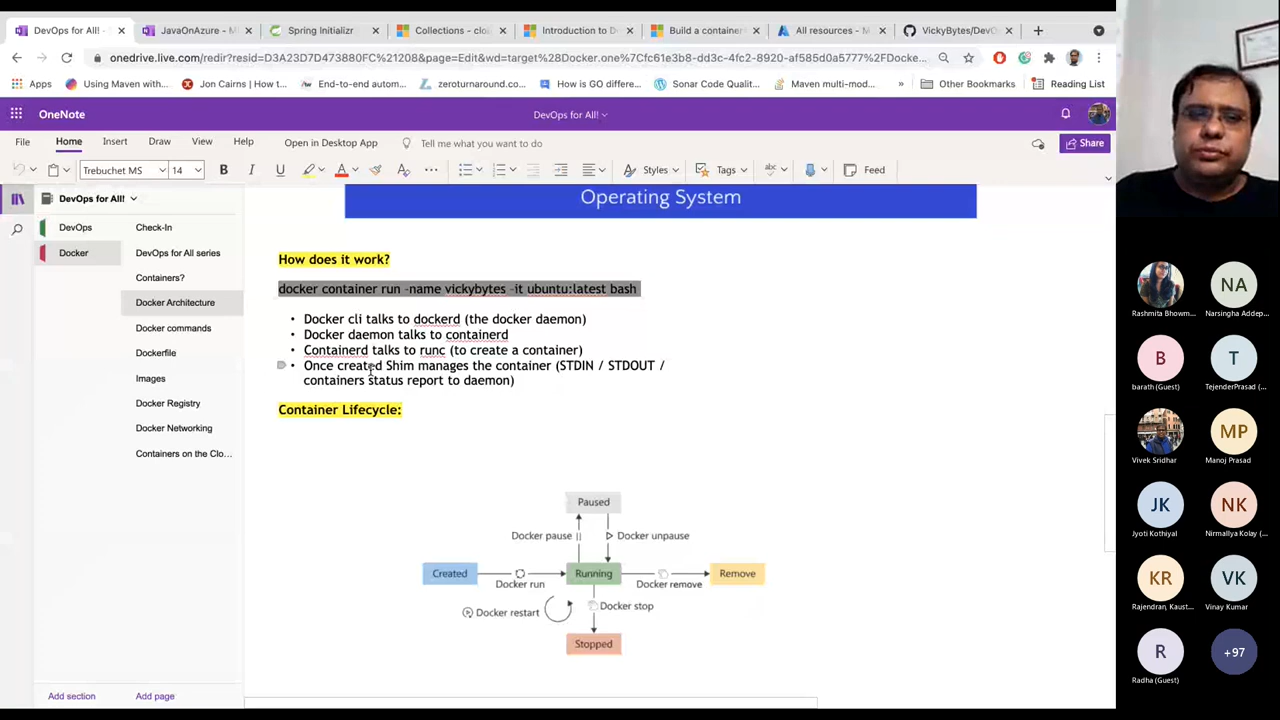 DevOps for All! - 
JavaOnAzure - M
Spring Initializr
Collections - clo
Introduction to D
Build a container
All resources - M
VickyBytes/DevO
onedrive.live.com/redir?resid=D3A23D7D473880FC%21208&page=Edit&wd=target%28Docker.one%7Cfc61e3b8-dd3c-4fc2-8920-af585d0a5777%2FDocke...
Apps
Using Maven with...
Jon Cairns | How t...
End-to-end autom...
zeroturnaround.co...
How is GO differe...
Sonar Code Qualit...
Maven multi-mod...
»
Other Bookmarks
Reading List
OneNote
DevOps for All!
File
Home
Insert
Draw
View
Help
Open in Desktop App
Tell me what you want to do
Share
Trebuchet MS
14
B
I
U
A
Styles
Tags
Feed
DevOps for All!
DevOps
Docker
Check-In
DevOps for All series
Containers?
Docker Architecture
Docker commands
Dockerfile
Images
Docker Registry
Docker Networking
Containers on the Clo...
Add section
Add page
Operating System
How does it work?
docker container run -name vickybytes -it ubuntu:latest bash
• Docker cli talks to dockerd (the docker daemon)
• Docker daemon talks to containerd
• Containerd talks to runc (to create a container)
• Once created Shim manages the container (STDIN / STDOUT /
containers status report to daemon)
Container Lifecycle:
Paused
Docker pause
Docker unpause
Created
Docker run
Running
Docker remove
Remove
Docker restart
Docker stop
Stopped
Rashmita Bhowm...
NA
Narsingha Addep...
B
barath (Guest)
T
TejenderPrasad (...
Vivek Sridhar
MP
Manoj Prasad
JK
Jyoti Kothiyal
NK
Nirmallya Kolay (...
KR
Rajendran, Kaust...
VK
Vinay Kumar
R
Radha (Guest)
+97